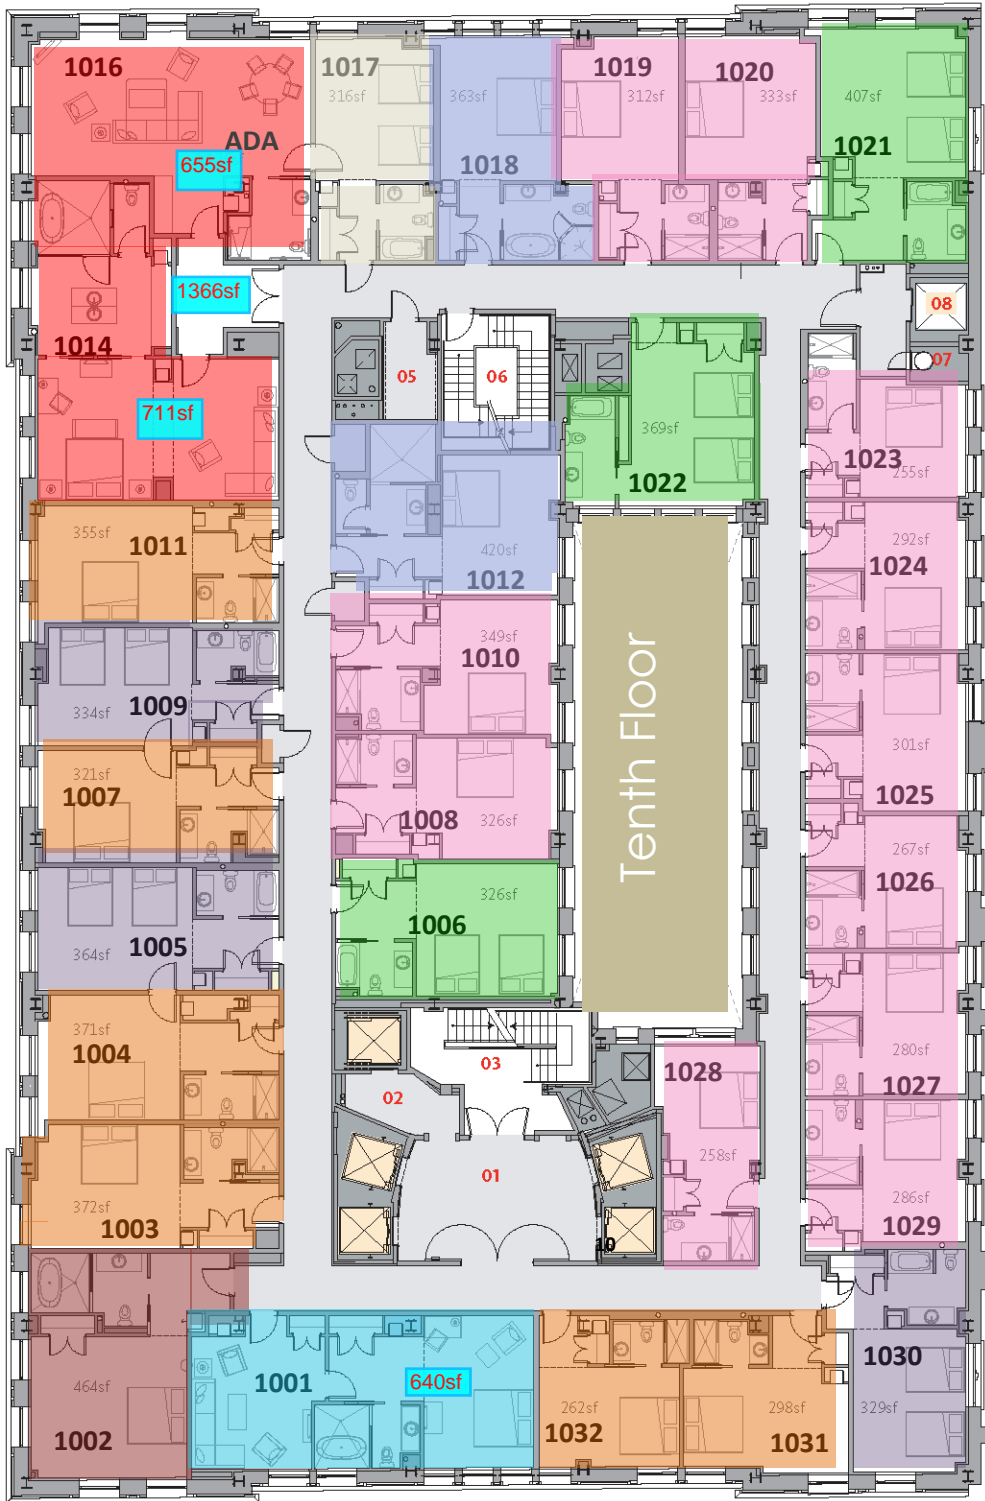 1016
1017
316sf
363sf
1018
1019
312sf
1020
333sf
407sf
1021
ADA
655sf
1366sf
1014
711sf
05
06
08
07
369sf
1022
1023
255sf
355sf
1011
420sf
1012
292sf
1024
349sf
1010
334sf
1009
Tenth Floor
301sf
1025
321sf
1007
1008
326sf
267sf
1026
326sf
1006
364sf
1005
371sf
1004
03
02
01
10
1028
258sf
280sf
1027
372sf
1003
286sf
1029
464sf
1002
1001
640sf
262sf
1032
298sf
1031
1030
329sf